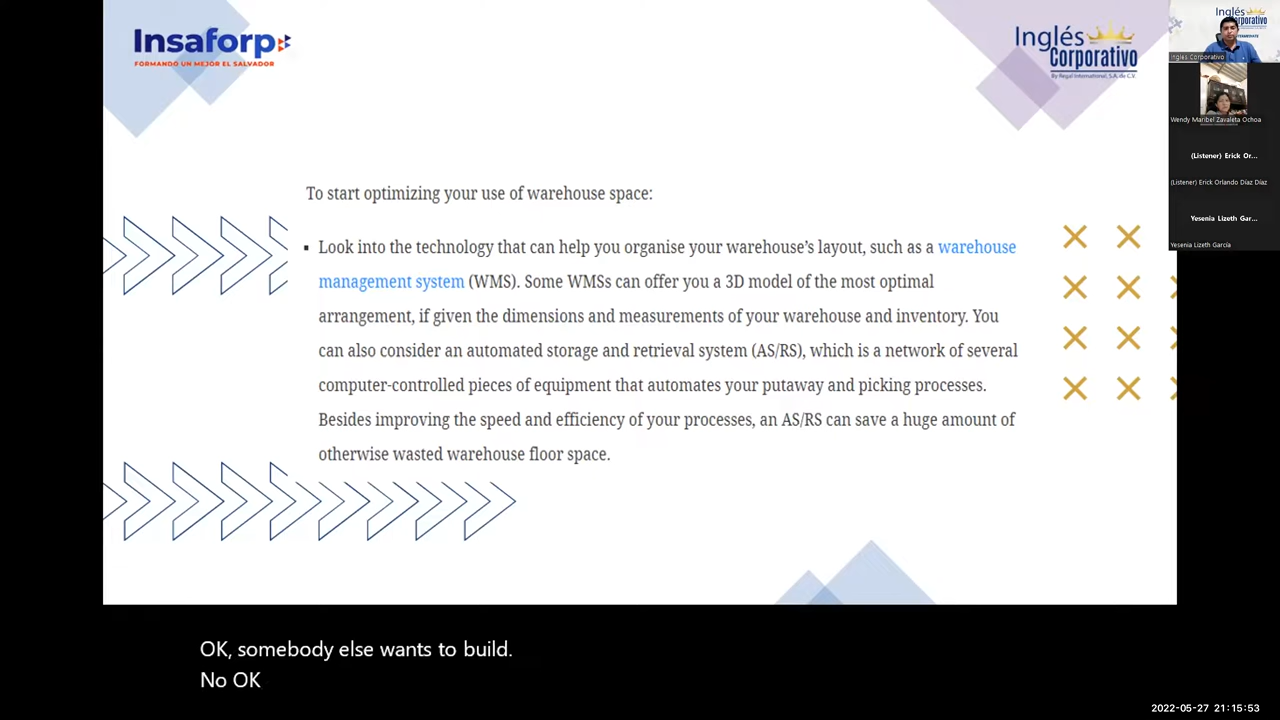 Insaforp
FORMANDO UN MEJOR EL SALVADOR
Inglés
Corporativo
By Regal International, S.A. de C.V.
To start optimizing your use of warehouse space:
▪ Look into the technology that can help you organise your warehouse's layout, such as a warehouse
management system (WMS). Some WMSs can offer you a 3D model of the most optimal
arrangement, if given the dimensions and measurements of your warehouse and inventory. You
can also consider an automated storage and retrieval system (AS/RS), which is a network of several
computer-controlled pieces of equipment that automates your putaway and picking processes.
Besides improving the speed and efficiency of your processes, an AS/RS can save a huge amount of
otherwise wasted warehouse floor space.
Inglés
Corporativo
Inglés Corporativo
Wendy Maribel Zavaleta Ochoa
(Listener) Erick Or...
(Listener) Erick Orlando Díaz Díaz
Yesenia Lizeth Gar...
Yesenia Lizeth García
OK, somebody else wants to build.
No OK
2022-05-27 21:15:53